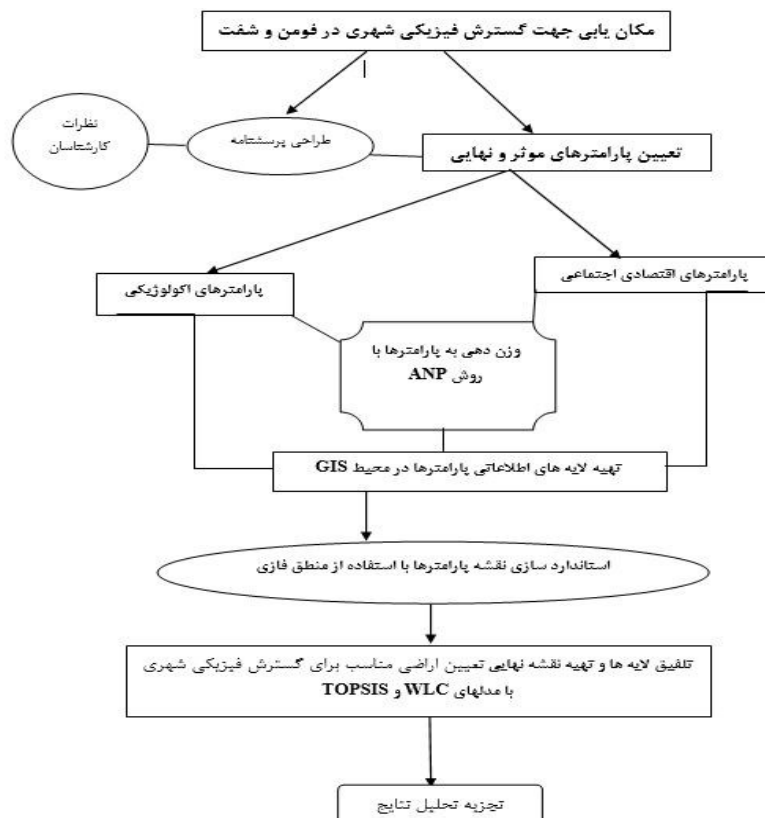 مکان یابی جهت گسترش فیزیکی شهری در فومن و شفت
نظرات
کارشناسان
طراحی پرسشنامه
تعیین پارامترهای موثر و نهایی
پارامترهای اقتصادی اجتماعی
پارامترهای اکولوژیکی
وزن دهی به پارامترها با
روش ANP
تهیه لایه های اطلاعاتی پارامترها در محیط GIS
استاندارد سازی نقشه پارامترها با استفاده از منطق فازی
تلفیق لایه ها و تهیه نقشه نهایی تعیین اراضی مناسب برای گسترش فیزیکی شهری
با مدلهای WLC و TOPSIS
تجزیه تحلیل نتایج